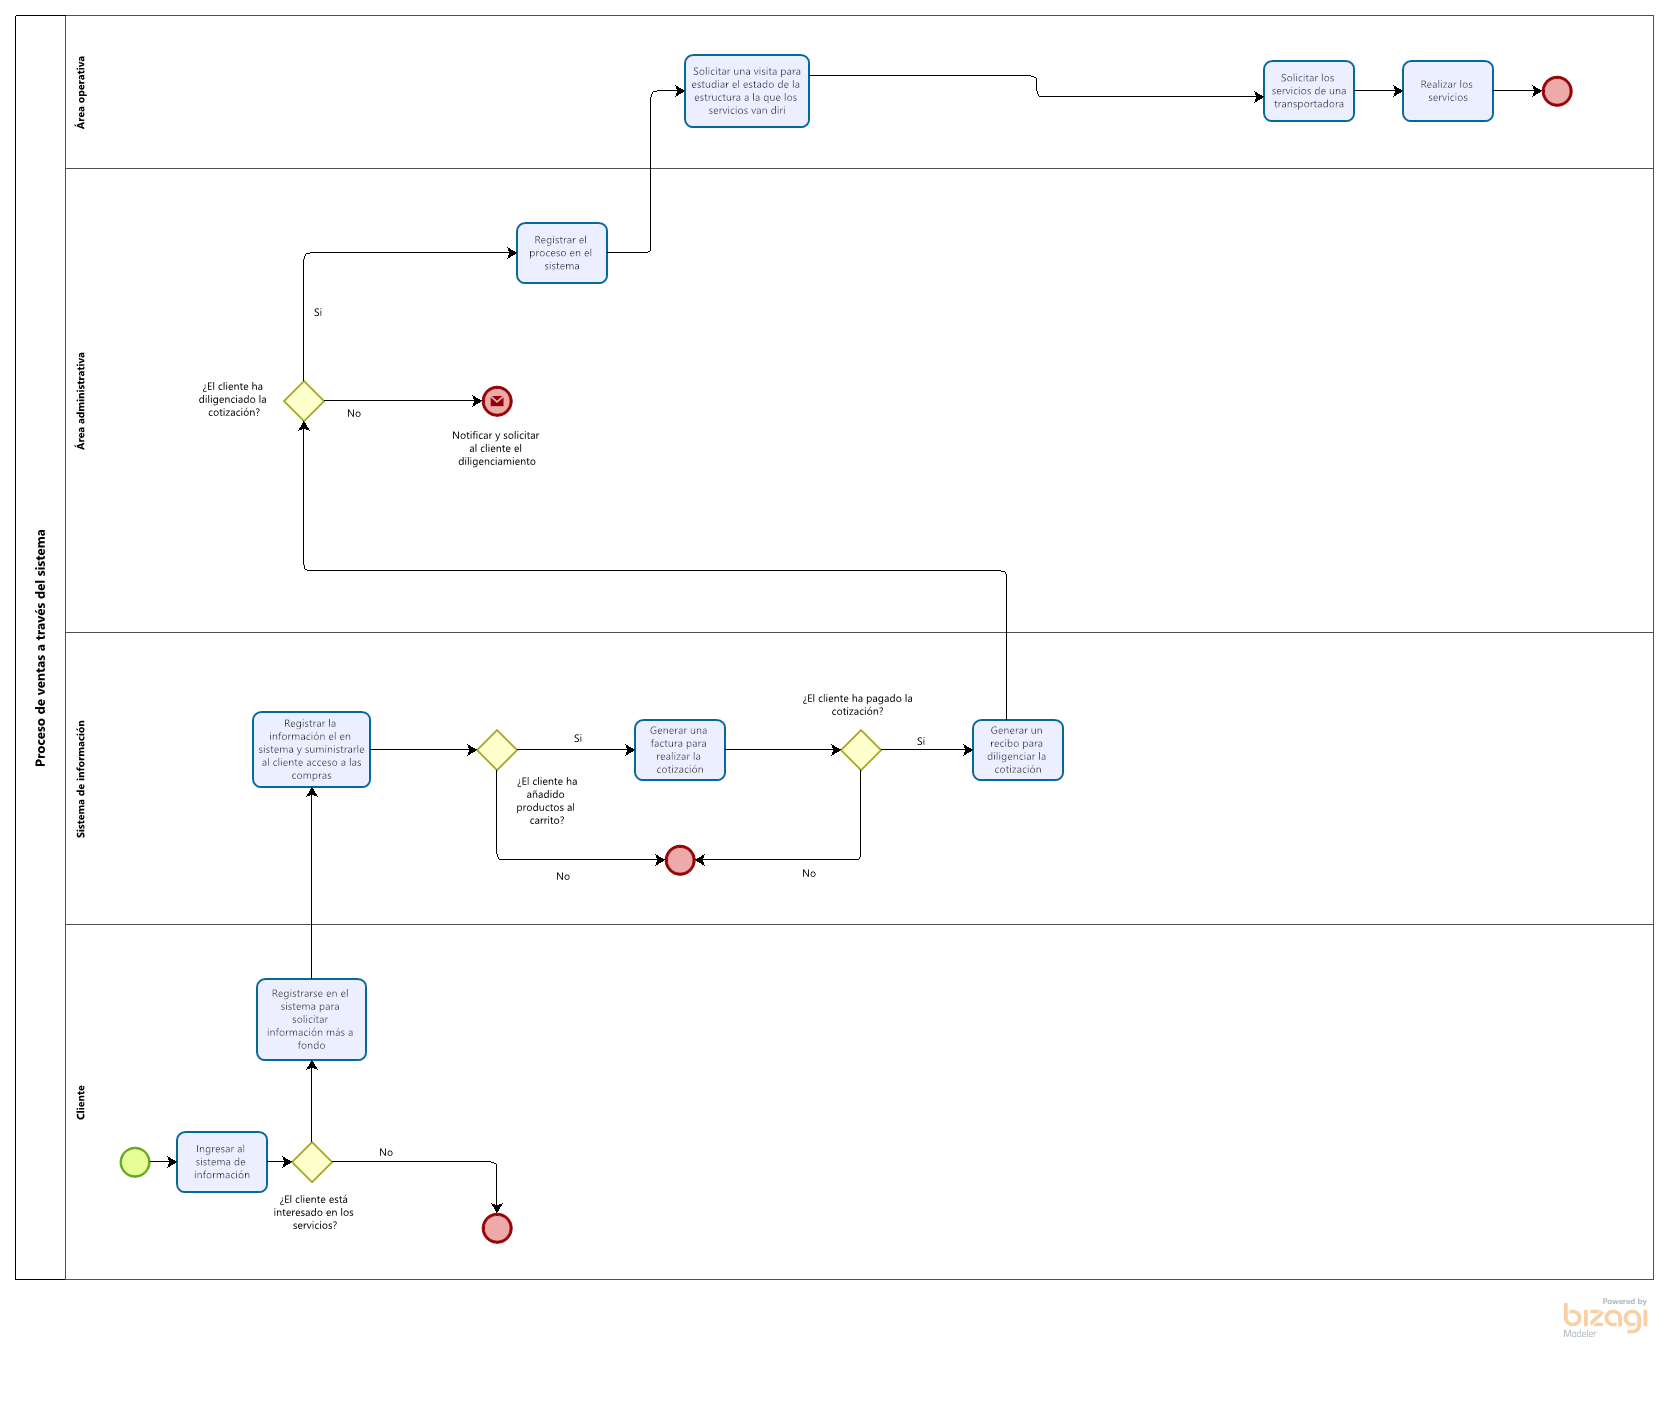 Proceso de ventas a través del sistema
Área operativa
Solicitar una visita para
estudiar el estado de la
estructura a la que los
servicios van diri
Solicitar los
servicios de una
transportadora
Realizar los
servicios
Área administrativa
Registrar el
proceso en el
sistema
Si
¿El cliente ha
diligenciado la
cotización?
No
Notificar y solicitar
al cliente el
diligenciamiento
Sistema de información
Registrar la
información el en
sistema y suministrarle
al cliente acceso a las
compras
Si
¿El cliente ha
añadido
productos al
carrito?
No
Generar una
factura para
realizar la
cotización
¿El cliente ha pagado la
cotización?
Si
No
Generar un
recibo para
diligenciar la
cotización
Cliente
Registrarse en el
sistema para
solicitar
información más a
fondo
Ingresar al
sistema de
información
No
¿El cliente está
interesado en los
servicios?
Powered by
bizagi
Modeler